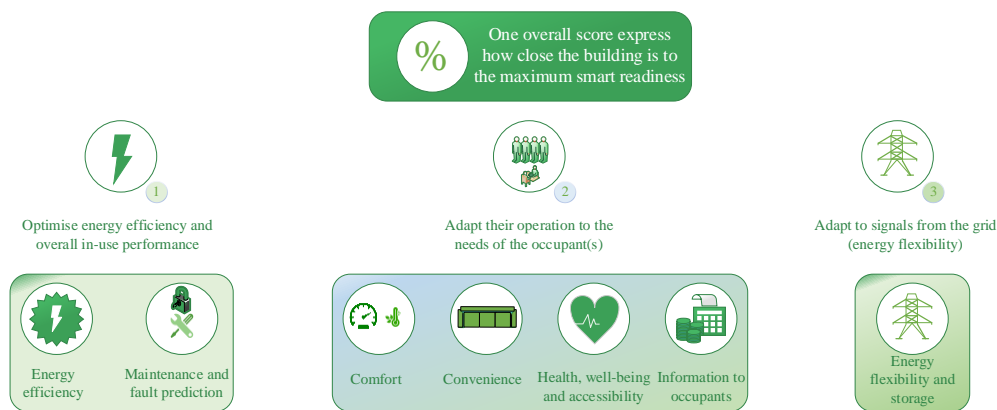 %
One overall score express
how close the building is to
the maximum smart readiness
1
Optimise energy efficiency and
overall in-use performance
2
Adapt their operation to the
needs of the occupant(s)
3
Adapt to signals from the grid
(energy flexibility)
Energy
efficiency
Maintenance and
fault prediction
Comfort
Convenience
Health, well-being
and accessibility
Information to
occupants
Energy
flexibility and
storage